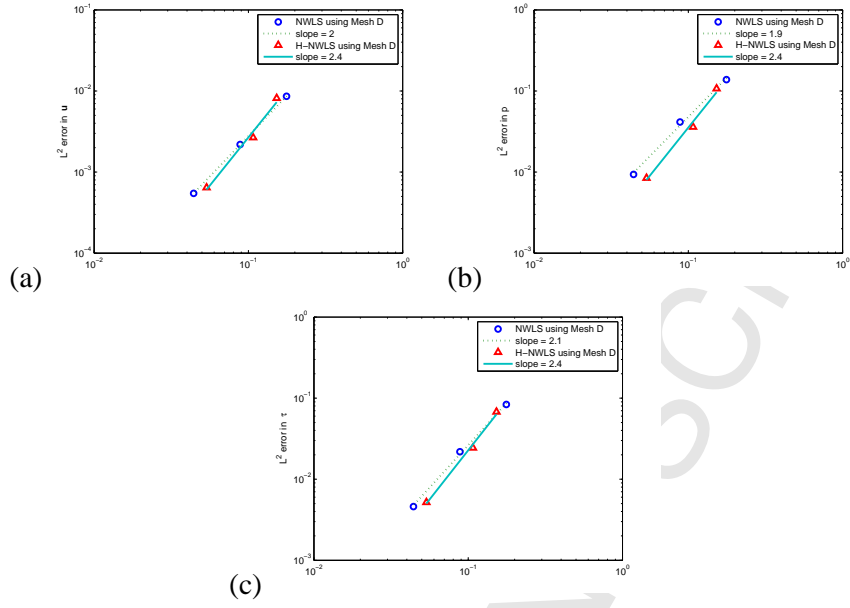 NWLS using Mesh D
slope = 2
H−NWLS using Mesh D
slope = 2.4
10^−1
10^−2
10^−3
10^−4
L^2 error in u
10^−2
10^−1
10^0
(a)
NWLS using Mesh D
slope = 1.9
H−NWLS using Mesh D
slope = 2.4
10^0
10^−1
10^−2
10^−3
L^2 error in p
10^−2
10^−1
10^0
(b)
NWLS using Mesh D
slope = 2.1
H−NWLS using Mesh D
slope = 2.4
10^0
10^−1
10^−2
10^−3
L^2 error in τ
10^−2
10^−1
10^0
(c)
SC